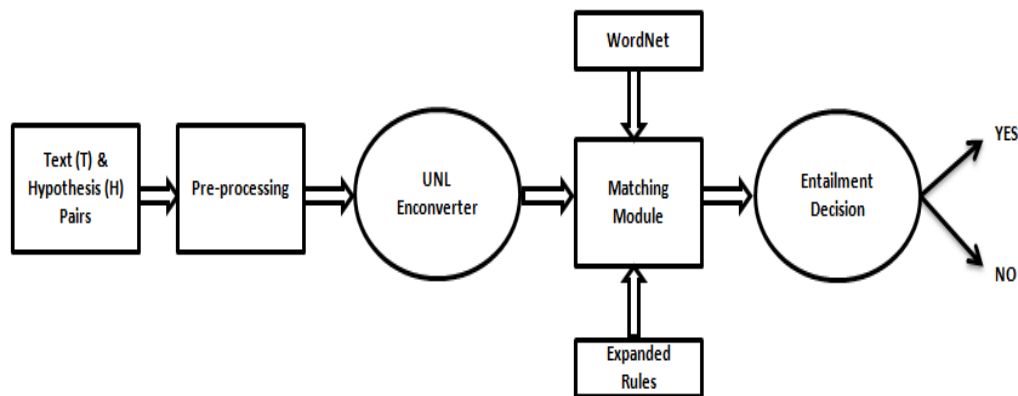 WordNet
Text (T) &
Hypothesis (H)
Pairs
Pre-processing
UNL
Enconverter
Matching
Module
Entailment
Decision
YES
NO
Expanded
Rules